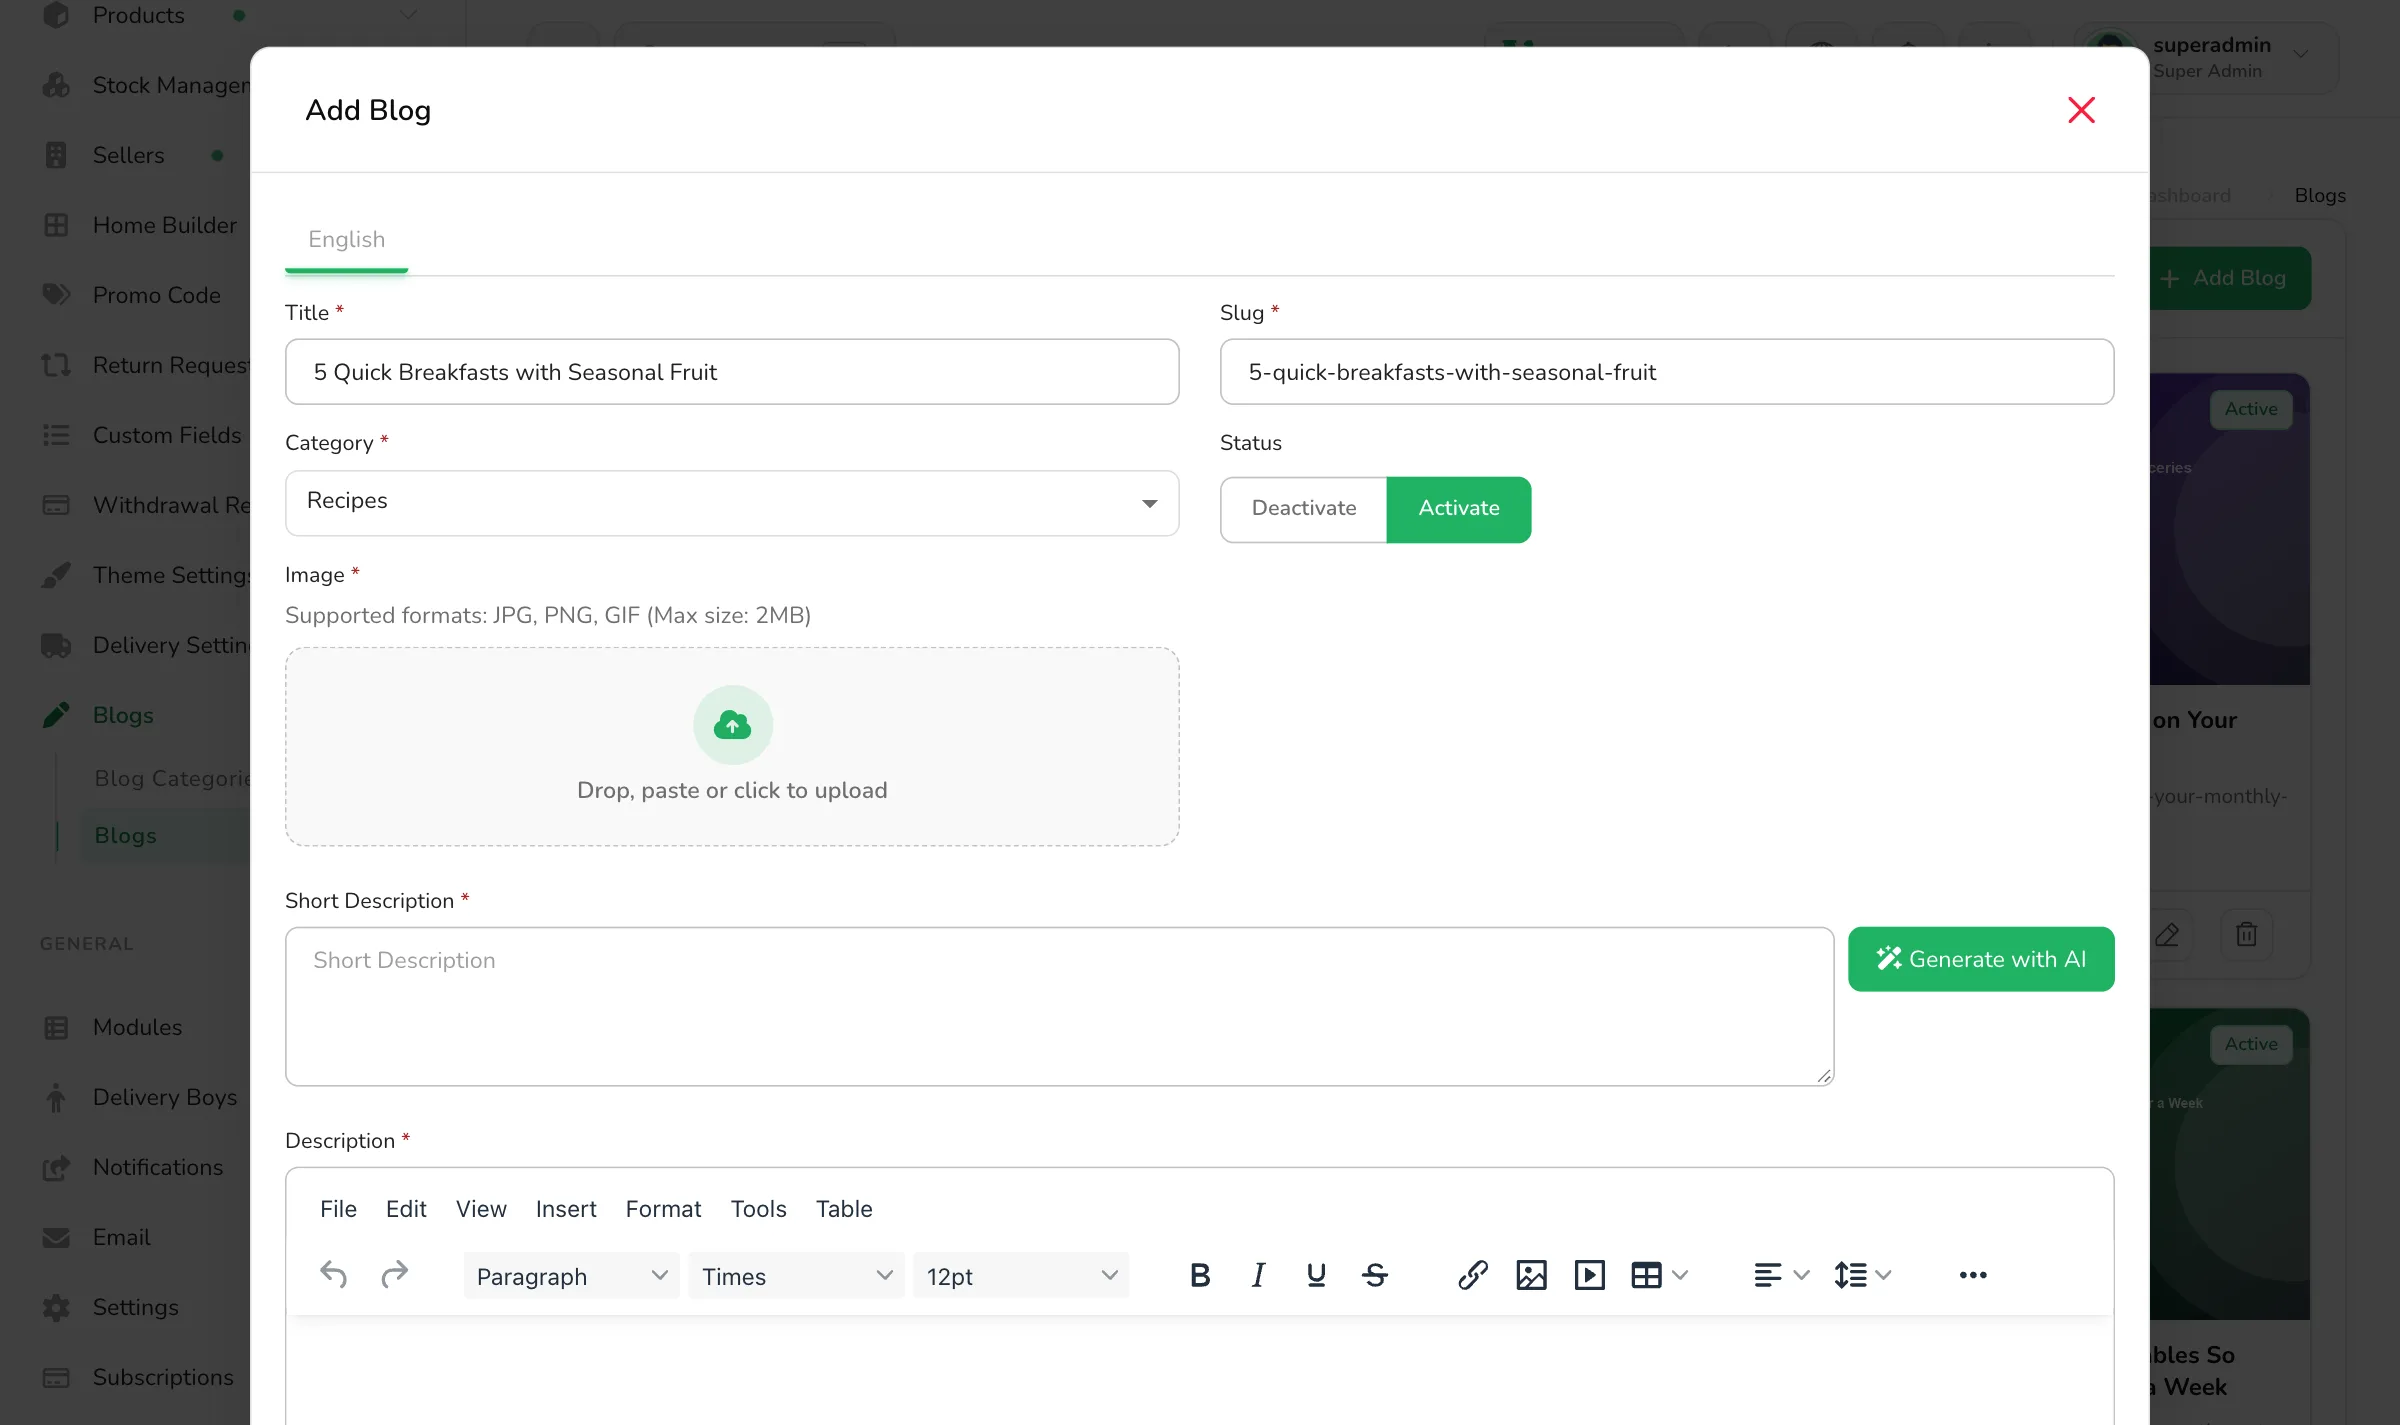 Products
Stock Manage
Sellers
Home Builder
Promo Code
Return Reques
Custom Fields
Withdrawal Re
Theme Settings
Delivery Settin
Blogs
Blog Categorie
Blogs
GENERAL
Modules
Delivery Boys
Notifications
Email
Settings
Subscriptions
superadmin
Super Admin
ashboard
Blogs
+ Add Blog
Add Blog
English
Title *
5 Quick Breakfasts with Seasonal Fruit
Slug *
5-quick-breakfasts-with-seasonal-fruit
Category *
Recipes
Status
Deactivate
Activate
Image *
Supported formats: JPG, PNG, GIF (Max size: 2MB)
Drop, paste or click to upload
Short Description *
Short Description
Generate with AI
Description *
File Edit View Insert Format Tools Table
Paragraph Times 12pt
B I U S
Active
ceries
on Your
-your-monthly-
Active
r a Week
bles So
a Week